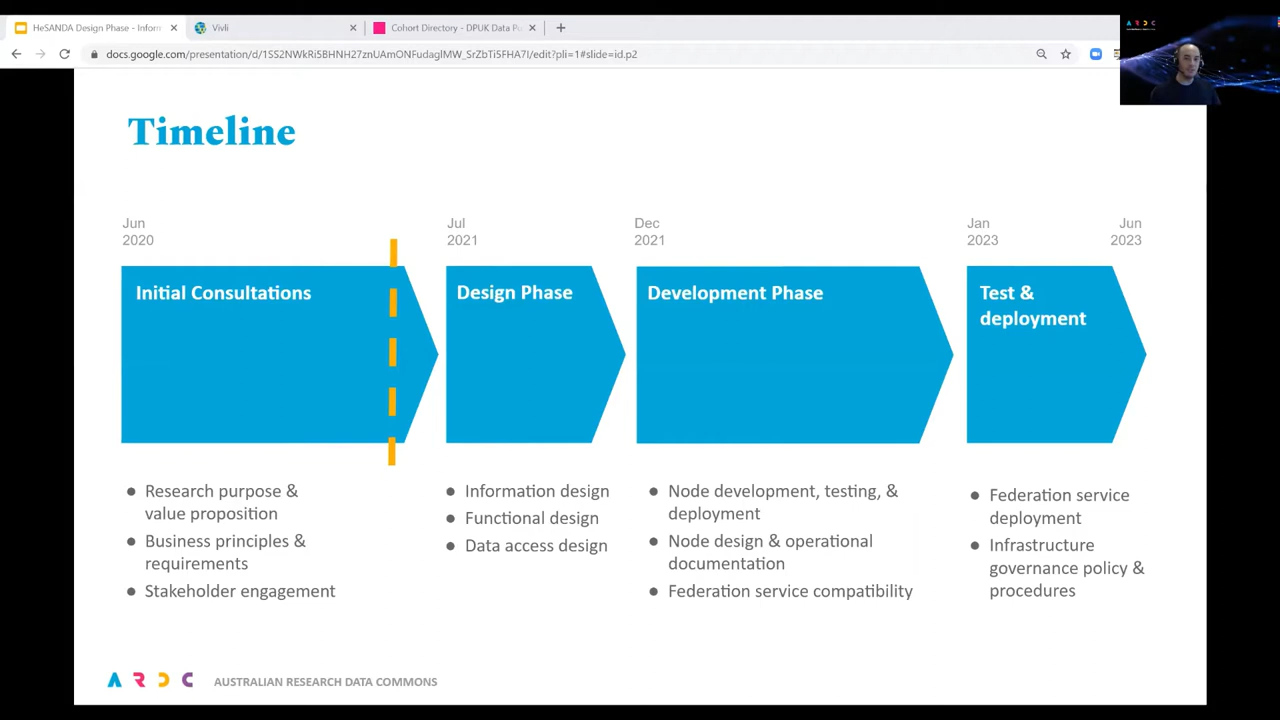 HeSANDA Design Phase - Inform
Vivli
Cohort Directory - DPUK Data Po
docs.google.com/presentation/d/1SS2NWkRi5BHNH27znUAmONFudaglMW_SrZbTi5FHA7I/edit?pli=1#slide=id.p2
A R D C
Timeline
Jun
2020
Jul
2021
Dec
2021
Jan
2023
Jun
2023
Initial Consultations
Design Phase
Development Phase
Test &
deployment
● Research purpose &
value proposition
● Business principles &
requirements
● Stakeholder engagement
● Information design
● Functional design
● Data access design
● Node development, testing, &
deployment
● Node design & operational
documentation
● Federation service compatibility
● Federation service
deployment
● Infrastructure
governance policy &
procedures
A R D C AUSTRALIAN RESEARCH DATA COMMONS